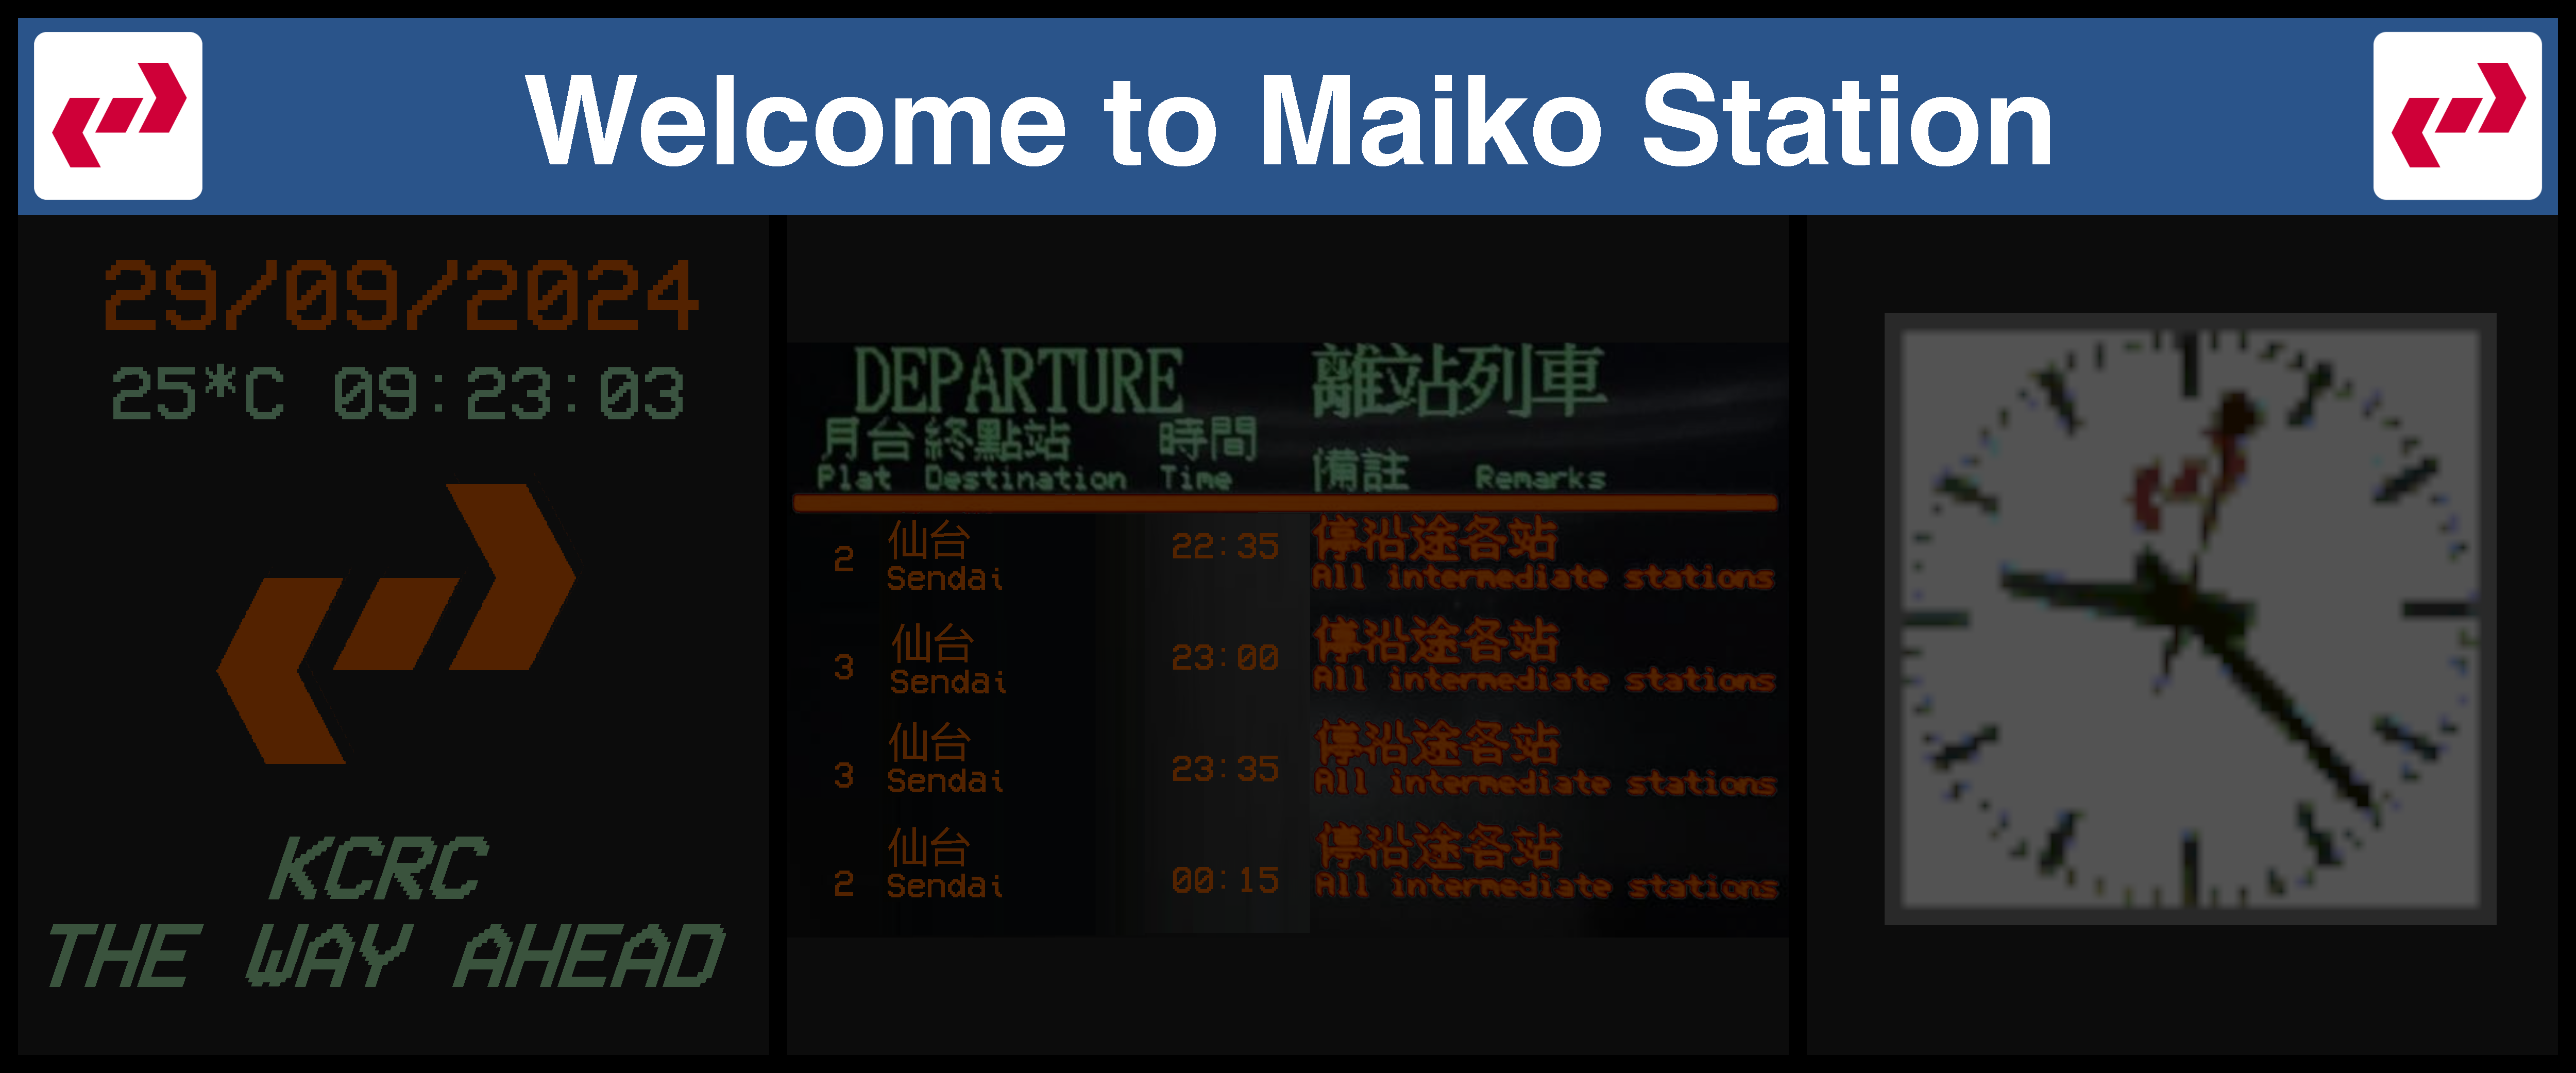 Welcome to Maiko Station
29/09/2024
25*C 09:23:03
KCRC
THE WAY AHEAD
DEPARTURE 離站列車
月台 終點站 時間 備註
Plat Destination Time Remarks
2 仙台 22:35 停沿途各站
Sendai All intermediate stations
3 仙台 23:00 停沿途各站
Sendai All intermediate stations
3 仙台 23:35 停沿途各站
Sendai All intermediate stations
2 仙台 00:15 停沿途各站
Sendai All intermediate stations